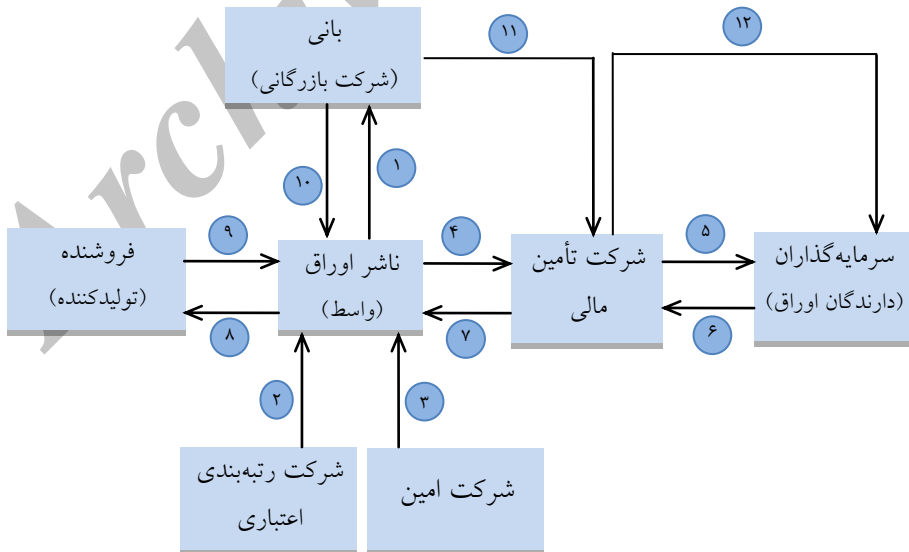 بانی
(شرکت بازرگانی)
۱۱
۱۲
۱۰
۱
فروشنده
(تولیدکننده)
۹
۸
ناشر اوراق
(واسط)
۴
۷
شرکت تأمین
مالی
۵
۶
سرمایه‌گذاران
(دارندگان اوراق)
۲
۳
شرکت رتبه‌بندی
اعتباری
شرکت امین